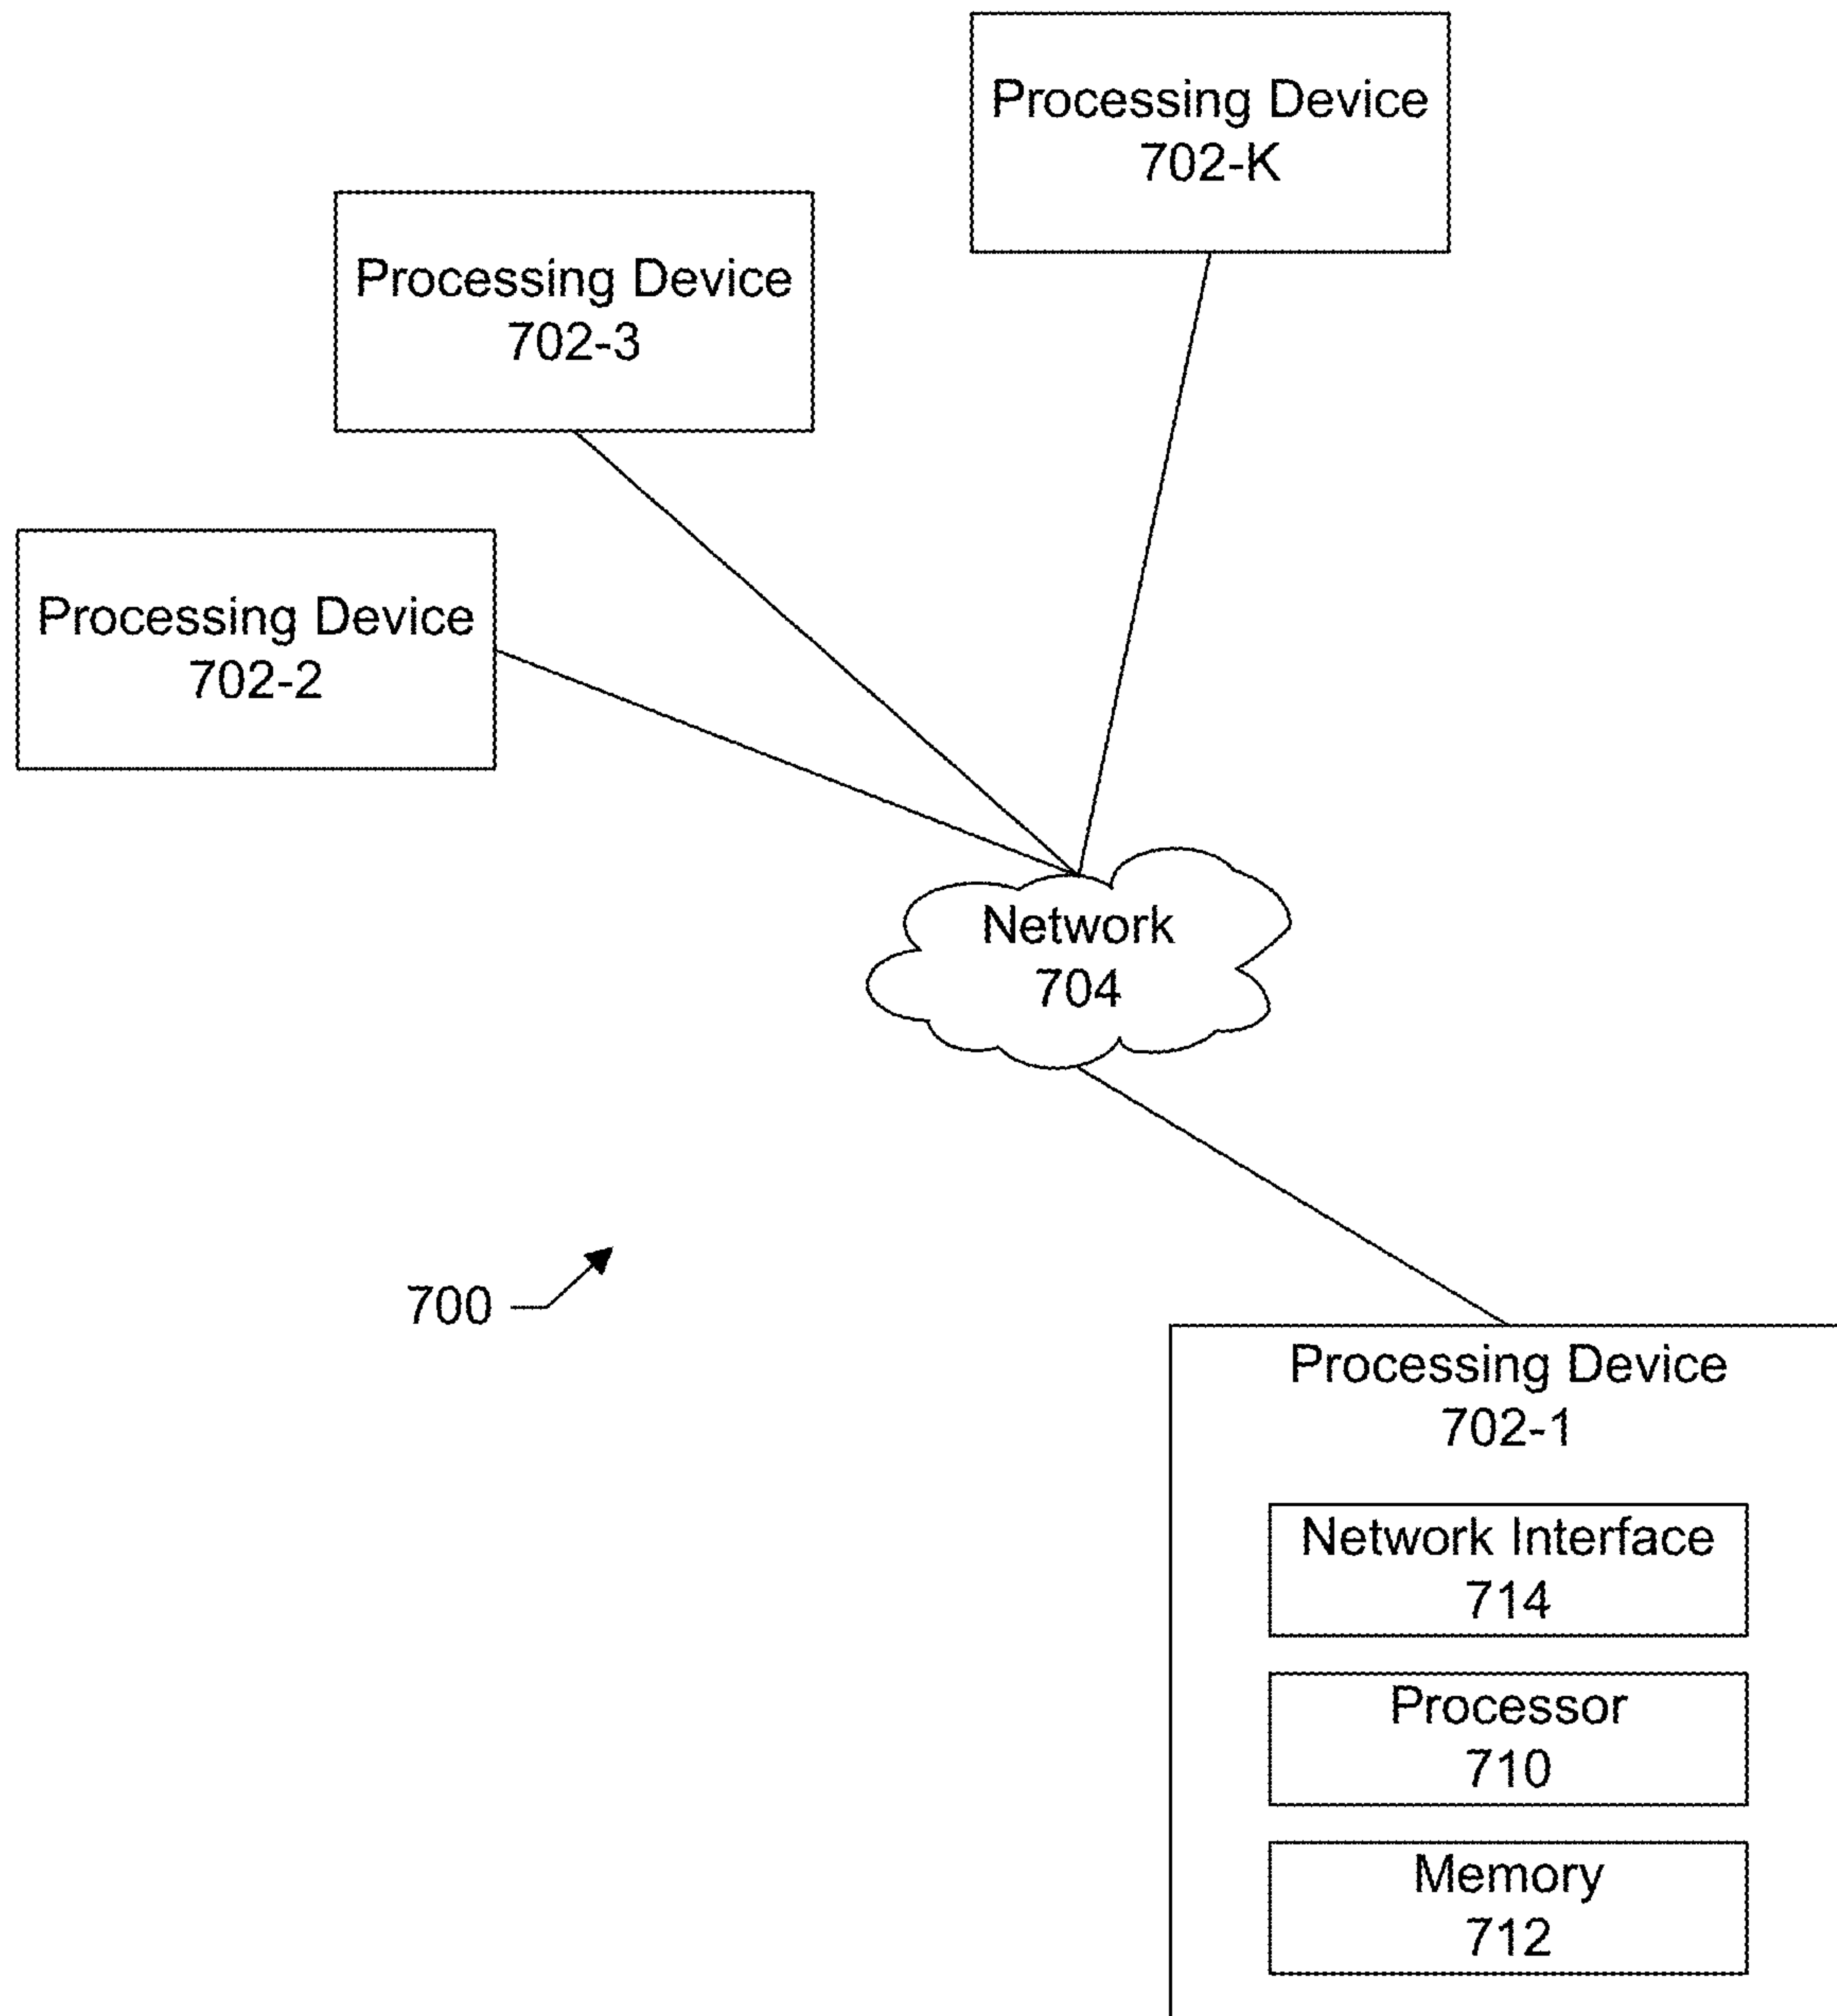 Processing Device
702-K
Processing Device
702-3
Processing Device
702-2
Network
704
700
Processing Device
702-1
Network Interface
714
Processor
710
Memory
712